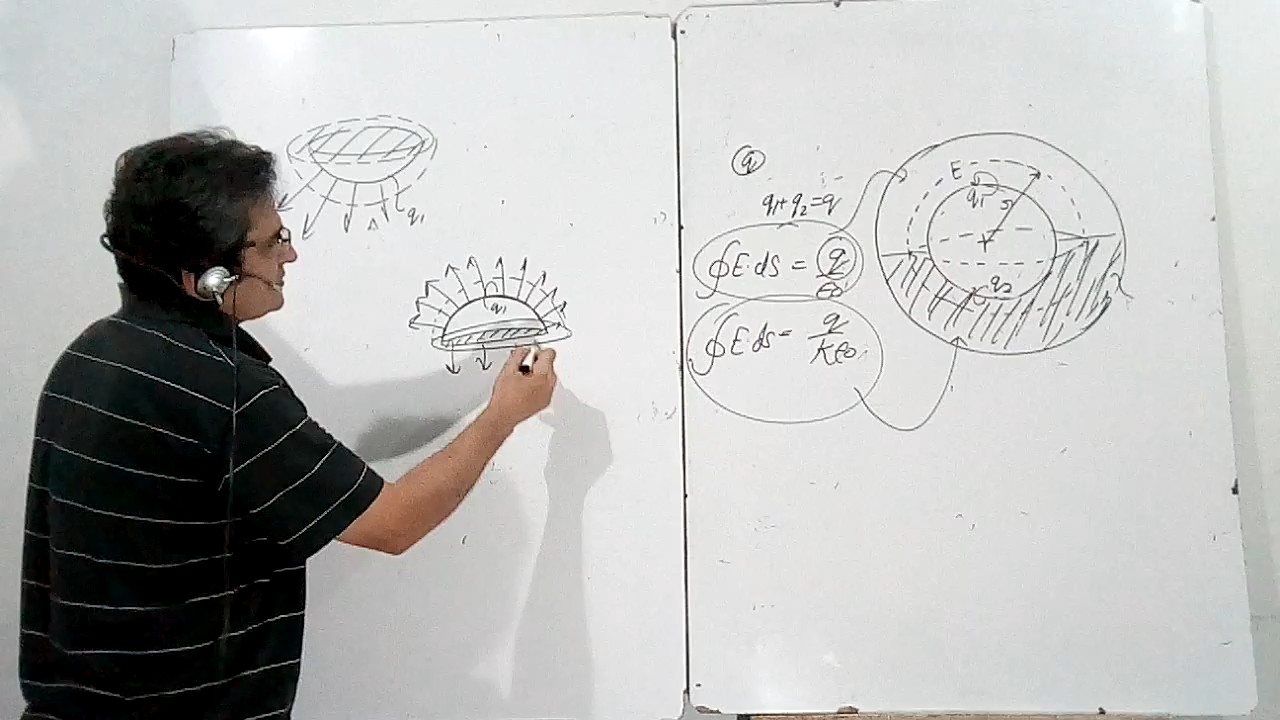 q₁
q₁
q
q₁+q₂=q
∮E·ds = q/ε₀
∮E·ds = q/Kε₀
E
q₁
q₂